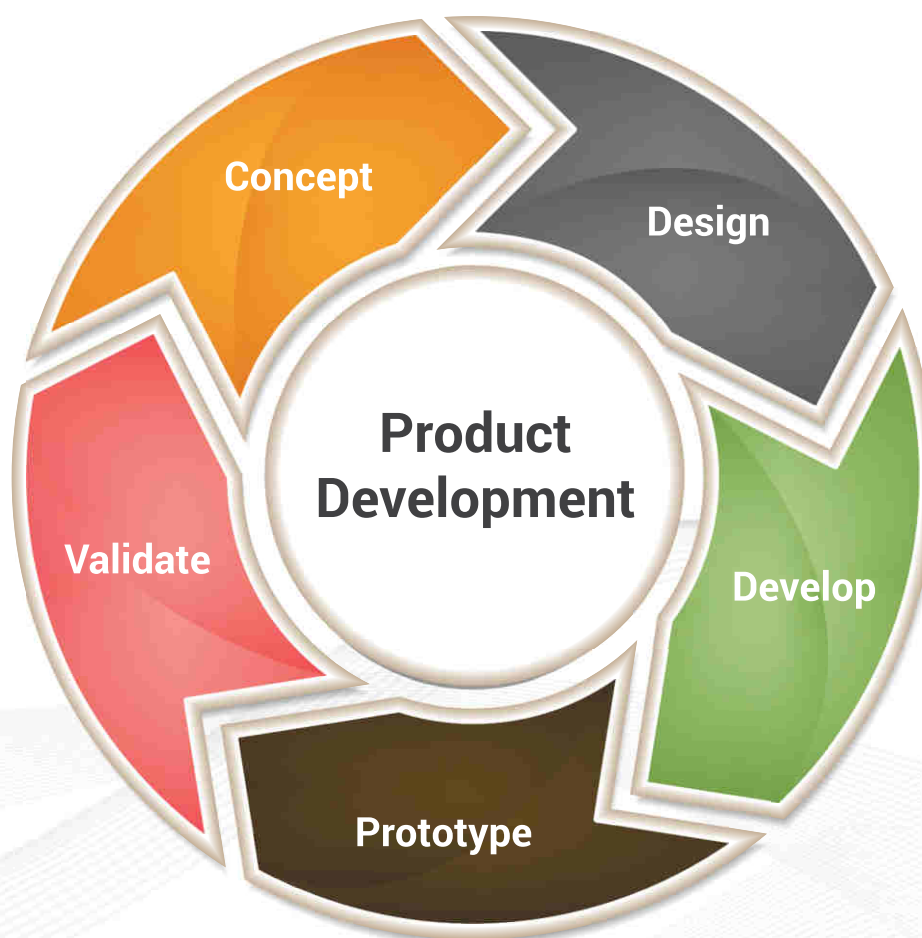 Concept
Design
Product
Development
Validate
Develop
Prototype